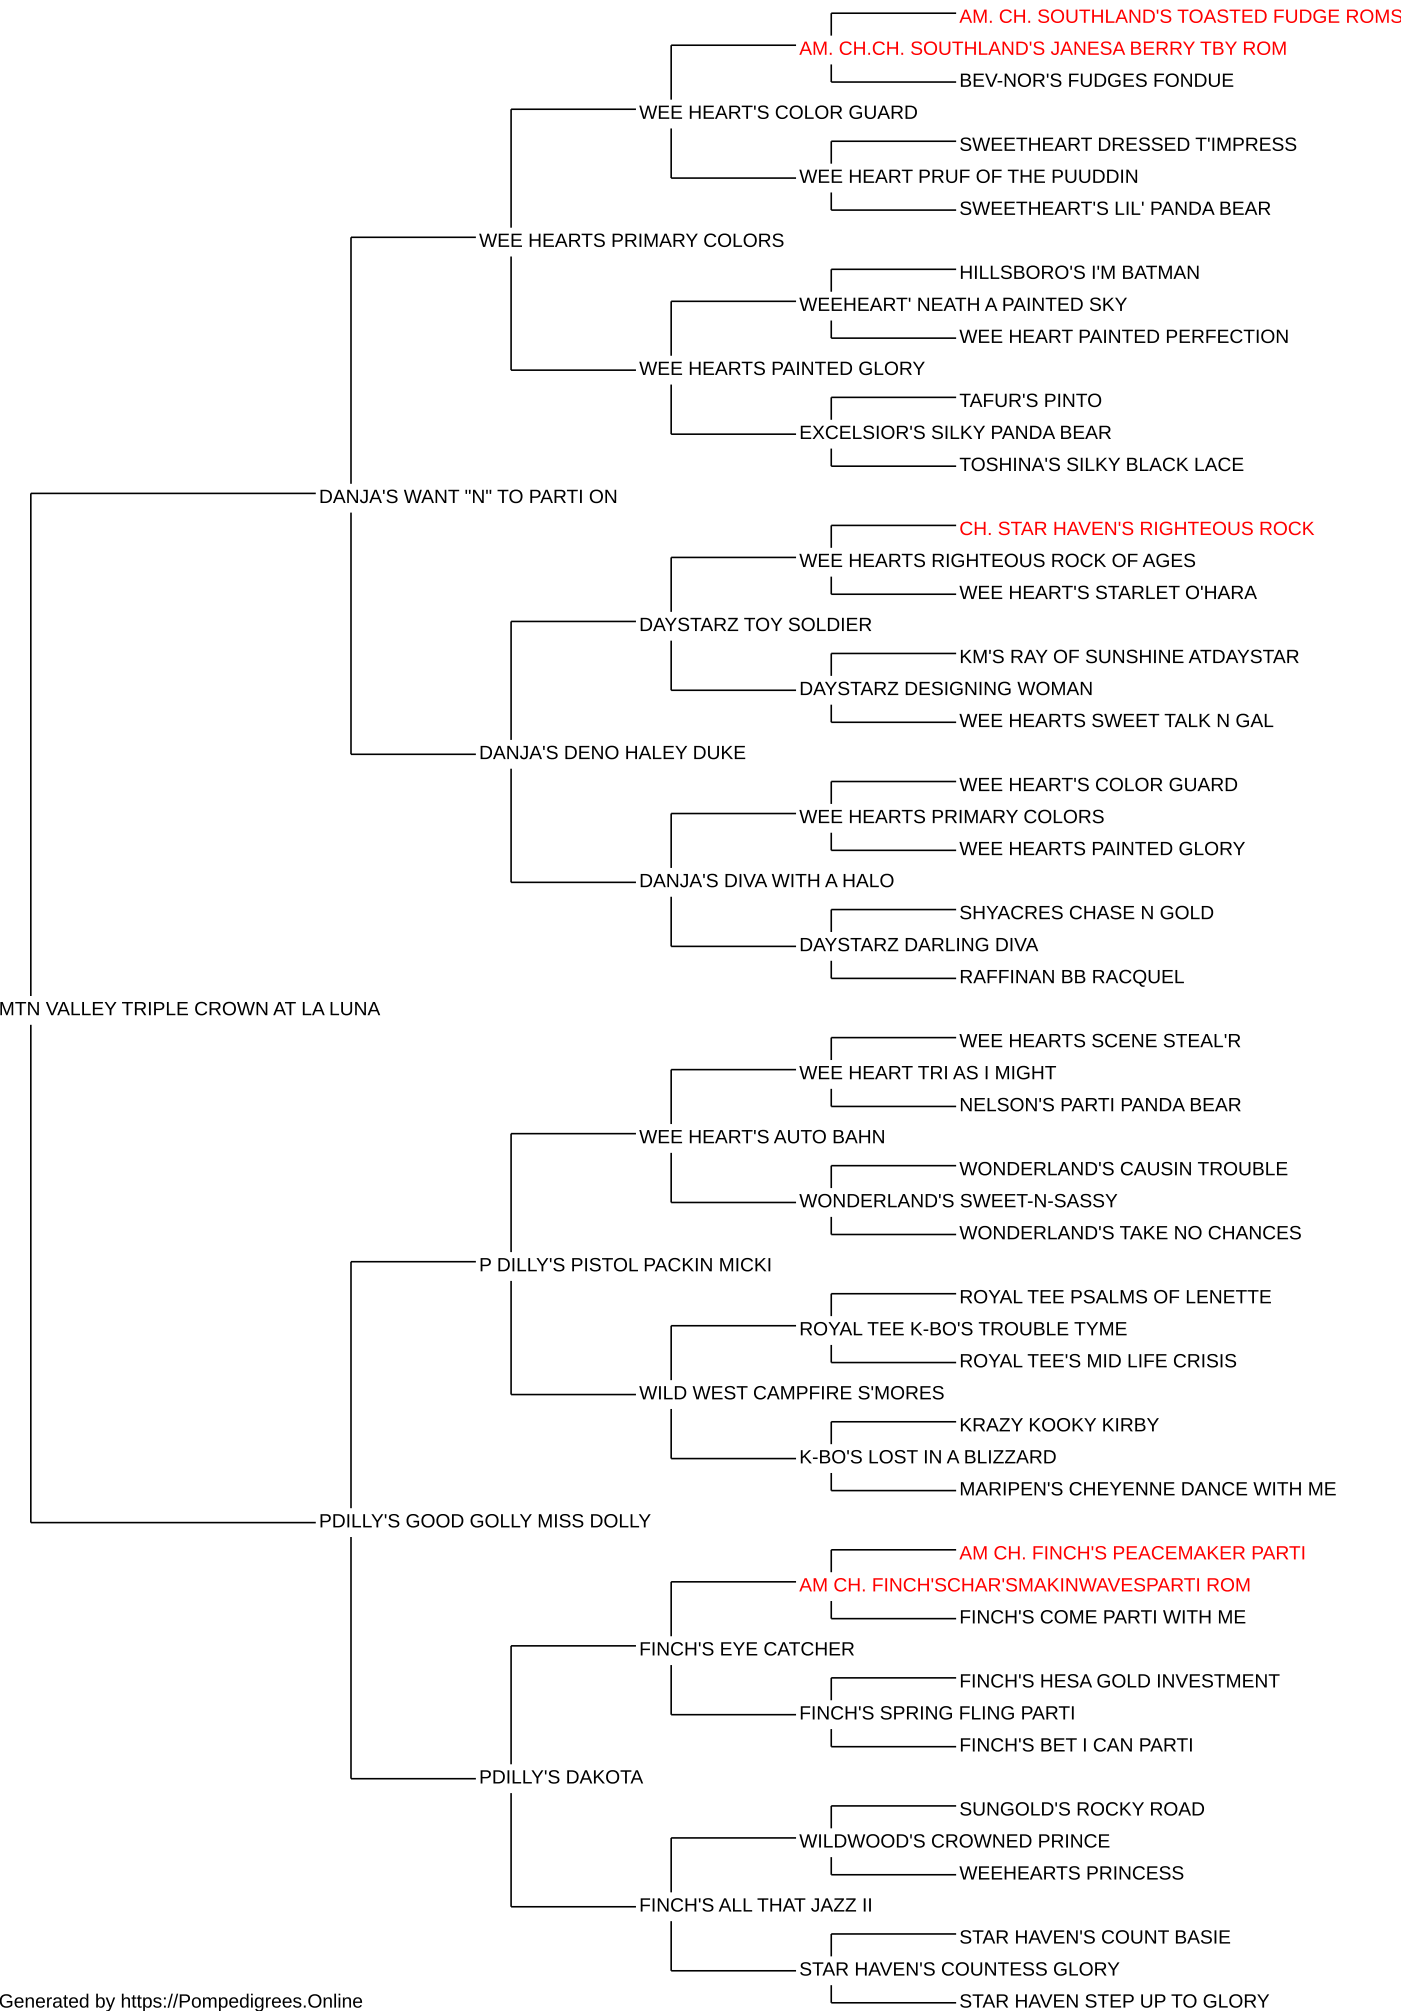 AM. CH. SOUTHLAND'S TOASTED FUDGE ROMS
AM. CH.CH. SOUTHLAND'S JANESA BERRY TBY ROM
BEV-NOR'S FUDGES FONDUE
WEE HEART'S COLOR GUARD
SWEETHEART DRESSED T'IMPRESS
WEE HEART PRUF OF THE PUUDDIN
SWEETHEART'S LIL' PANDA BEAR
WEE HEARTS PRIMARY COLORS
HILLSBORO'S I'M BATMAN
WEEHEART' NEATH A PAINTED SKY
WEE HEART PAINTED PERFECTION
WEE HEARTS PAINTED GLORY
TAFUR'S PINTO
EXCELSIOR'S SILKY PANDA BEAR
TOSHINA'S SILKY BLACK LACE
DANJA'S WANT "N" TO PARTI ON
CH. STAR HAVEN'S RIGHTEOUS ROCK
WEE HEARTS RIGHTEOUS ROCK OF AGES
WEE HEART'S STARLET O'HARA
DAYSTARZ TOY SOLDIER
KM'S RAY OF SUNSHINE ATDAYSTAR
DAYSTARZ DESIGNING WOMAN
WEE HEARTS SWEET TALK N GAL
DANJA'S DENO HALEY DUKE
WEE HEART'S COLOR GUARD
WEE HEARTS PRIMARY COLORS
WEE HEARTS PAINTED GLORY
DANJA'S DIVA WITH A HALO
SHYACRES CHASE N GOLD
DAYSTARZ DARLING DIVA
RAFFINAN BB RACQUEL
MTN VALLEY TRIPLE CROWN AT LA LUNA
WEE HEARTS SCENE STEAL'R
WEE HEART TRI AS I MIGHT
NELSON'S PARTI PANDA BEAR
WEE HEART'S AUTO BAHN
WONDERLAND'S CAUSIN TROUBLE
WONDERLAND'S SWEET-N-SASSY
WONDERLAND'S TAKE NO CHANCES
P DILLY'S PISTOL PACKIN MICKI
ROYAL TEE PSALMS OF LENETTE
ROYAL TEE K-BO'S TROUBLE TYME
ROYAL TEE'S MID LIFE CRISIS
WILD WEST CAMPFIRE S'MORES
KRAZY KOOKY KIRBY
K-BO'S LOST IN A BLIZZARD
MARIPEN'S CHEYENNE DANCE WITH ME
PDILLY'S GOOD GOLLY MISS DOLLY
AM CH. FINCH'S PEACEMAKER PARTI
AM CH. FINCH'SCHAR'SMAKINWAVESPARTI ROM
FINCH'S COME PARTI WITH ME
FINCH'S EYE CATCHER
FINCH'S HESA GOLD INVESTMENT
FINCH'S SPRING FLING PARTI
FINCH'S BET I CAN PARTI
PDILLY'S DAKOTA
SUNGOLD'S ROCKY ROAD
WILDWOOD'S CROWNED PRINCE
WEEHEARTS PRINCESS
FINCH'S ALL THAT JAZZ II
STAR HAVEN'S COUNT BASIE
STAR HAVEN'S COUNTESS GLORY
STAR HAVEN STEP UP TO GLORY
Generated by https://Pompedigrees.Online